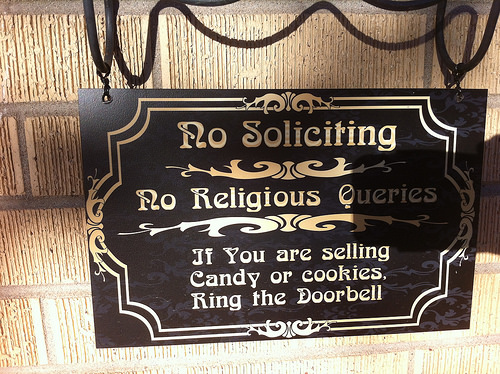 No Soliciting
No Religious Queries
If You are selling
Candy or cookies,
Ring the Doorbell